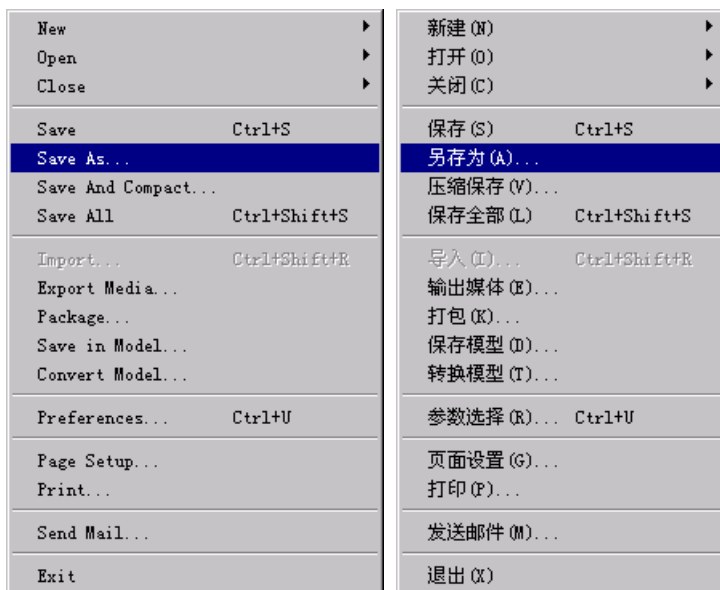 New
Open
Close
Save Ctrl+S
Save As...
Save And Compact...
Save All Ctrl+Shift+S
Import... Ctrl+Shift+R
Export Media...
Package...
Save in Model...
Convert Model...
Preferences... Ctrl+U
Page Setup...
Print...
Send Mail...
Exit
新建(N)
打开(O)
关闭(C)
保存(S) Ctrl+S
另存为(A)...
压缩保存(V)...
保存全部(L) Ctrl+Shift+S
导入(I)... Ctrl+Shift+R
输出媒体(E)...
打包(K)...
保存模型(D)...
转换模型(T)...
参数选择(R)... Ctrl+U
页面设置(G)...
打印(P)...
发送邮件(M)...
退出(X)